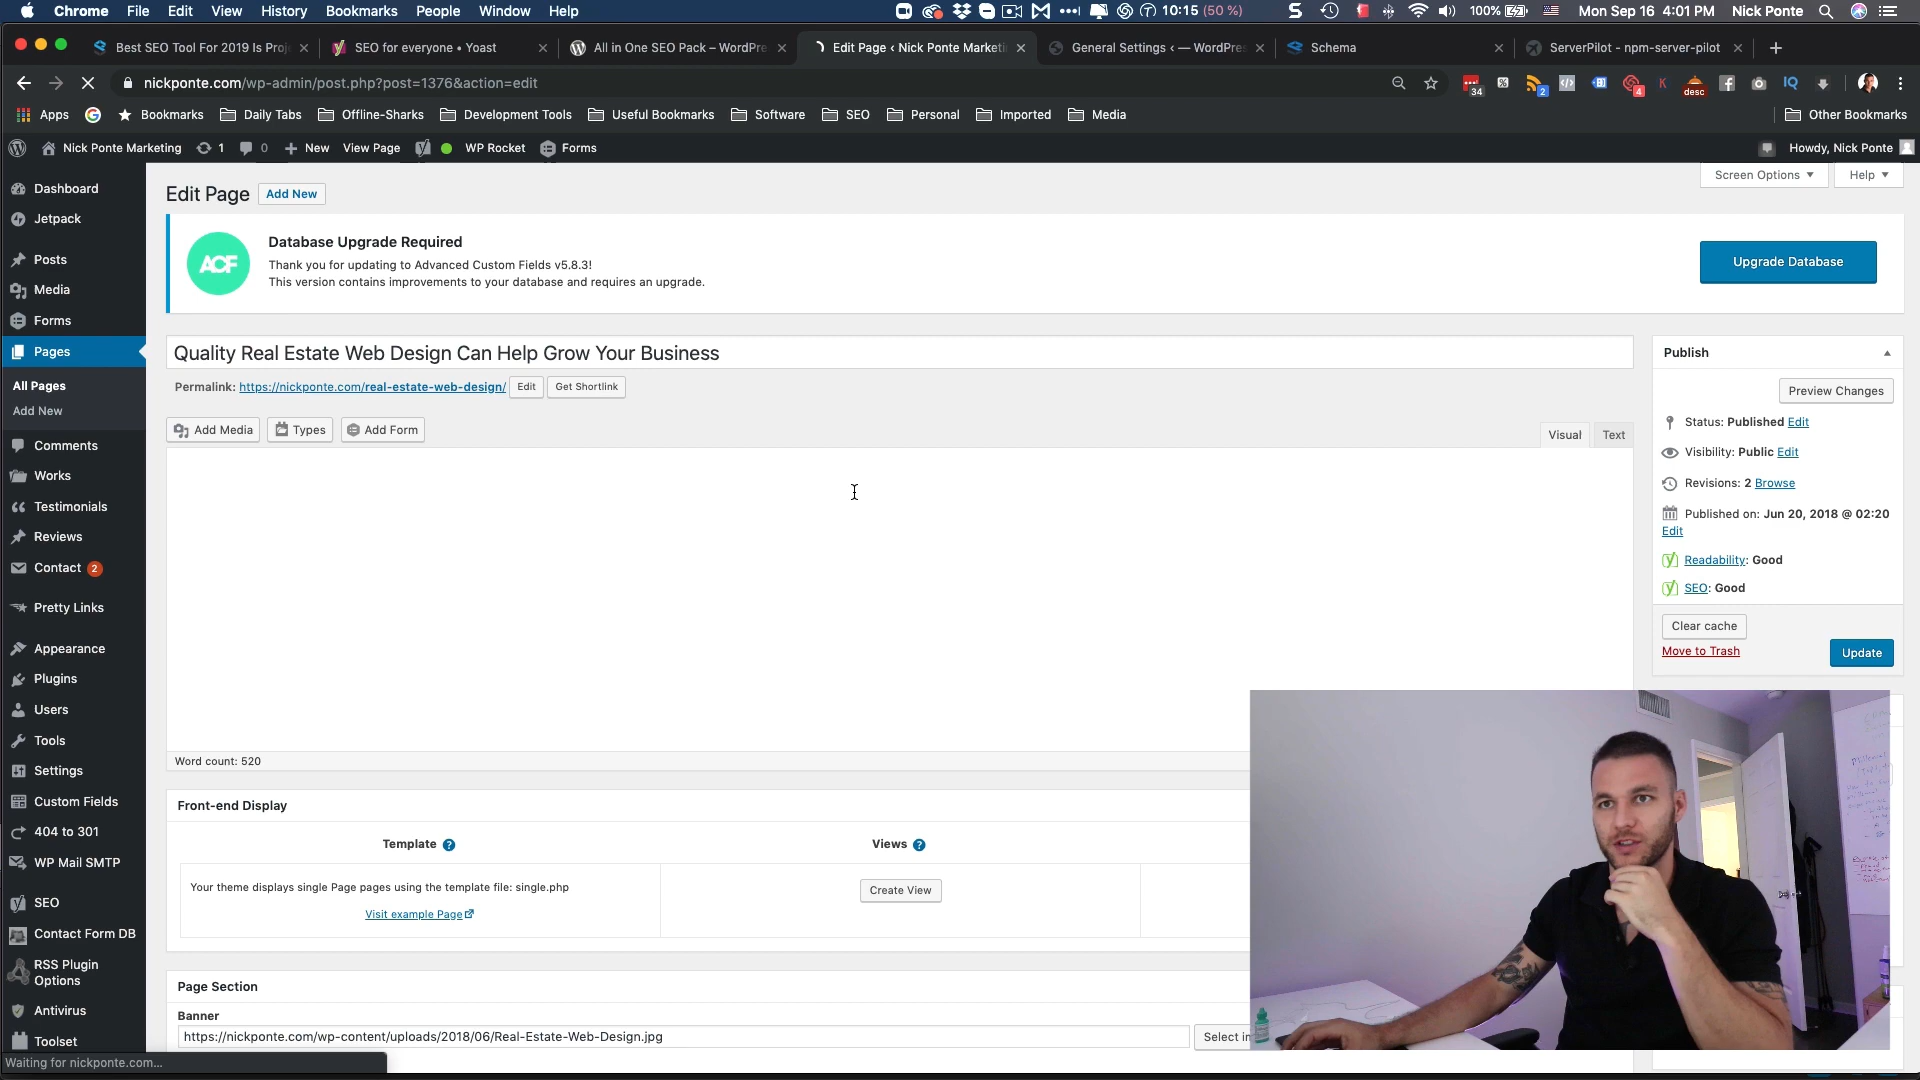 Chrome File Edit View History Bookmarks People Window Help
10:15 (50 %) 100% Mon Sep 16 4:01 PM Nick Ponte
Best SEO Tool For 2019 Is Proj
SEO for everyone • Yoast
All in One SEO Pack – WordPre
Edit Page ‹ Nick Ponte Marketi
General Settings ‹ — WordPres
Schema
ServerPilot - npm-server-pilot
nickponte.com/wp-admin/post.php?post=1376&action=edit
34 2 4 desc
Apps Bookmarks Daily Tabs Offline-Sharks Development Tools Useful Bookmarks Software SEO Personal Imported Media Other Bookmarks
Nick Ponte Marketing 1 0 New View Page WP Rocket Forms Howdy, Nick Ponte
Dashboard
Jetpack
Posts
Media
Forms
Pages
All Pages
Add New
Comments
Works
Testimonials
Reviews
Contact 2
Pretty Links
Appearance
Plugins
Users
Tools
Settings
Custom Fields
404 to 301
WP Mail SMTP
SEO
Contact Form DB
RSS Plugin
Options
Antivirus
Toolset
Waiting for nickponte.com...
Screen Options Help
Edit Page Add New
ACF
Database Upgrade Required
Thank you for updating to Advanced Custom Fields v5.8.3!
This version contains improvements to your database and requires an upgrade.
Upgrade Database
Quality Real Estate Web Design Can Help Grow Your Business
Permalink: https://nickponte.com/real-estate-web-design/ Edit Get Shortlink
Add Media Types Add Form
Visual Text
Word count: 520
Front-end Display
Template Views
Your theme displays single Page pages using the template file: single.php
Visit example Page
Create View
Page Section
Banner
https://nickponte.com/wp-content/uploads/2018/06/Real-Estate-Web-Design.jpg
Select im
Publish
Preview Changes
Status: Published Edit
Visibility: Public Edit
Revisions: 2 Browse
Published on: Jun 20, 2018 @ 02:20
Edit
Readability: Good
SEO: Good
Clear cache
Move to Trash
Update